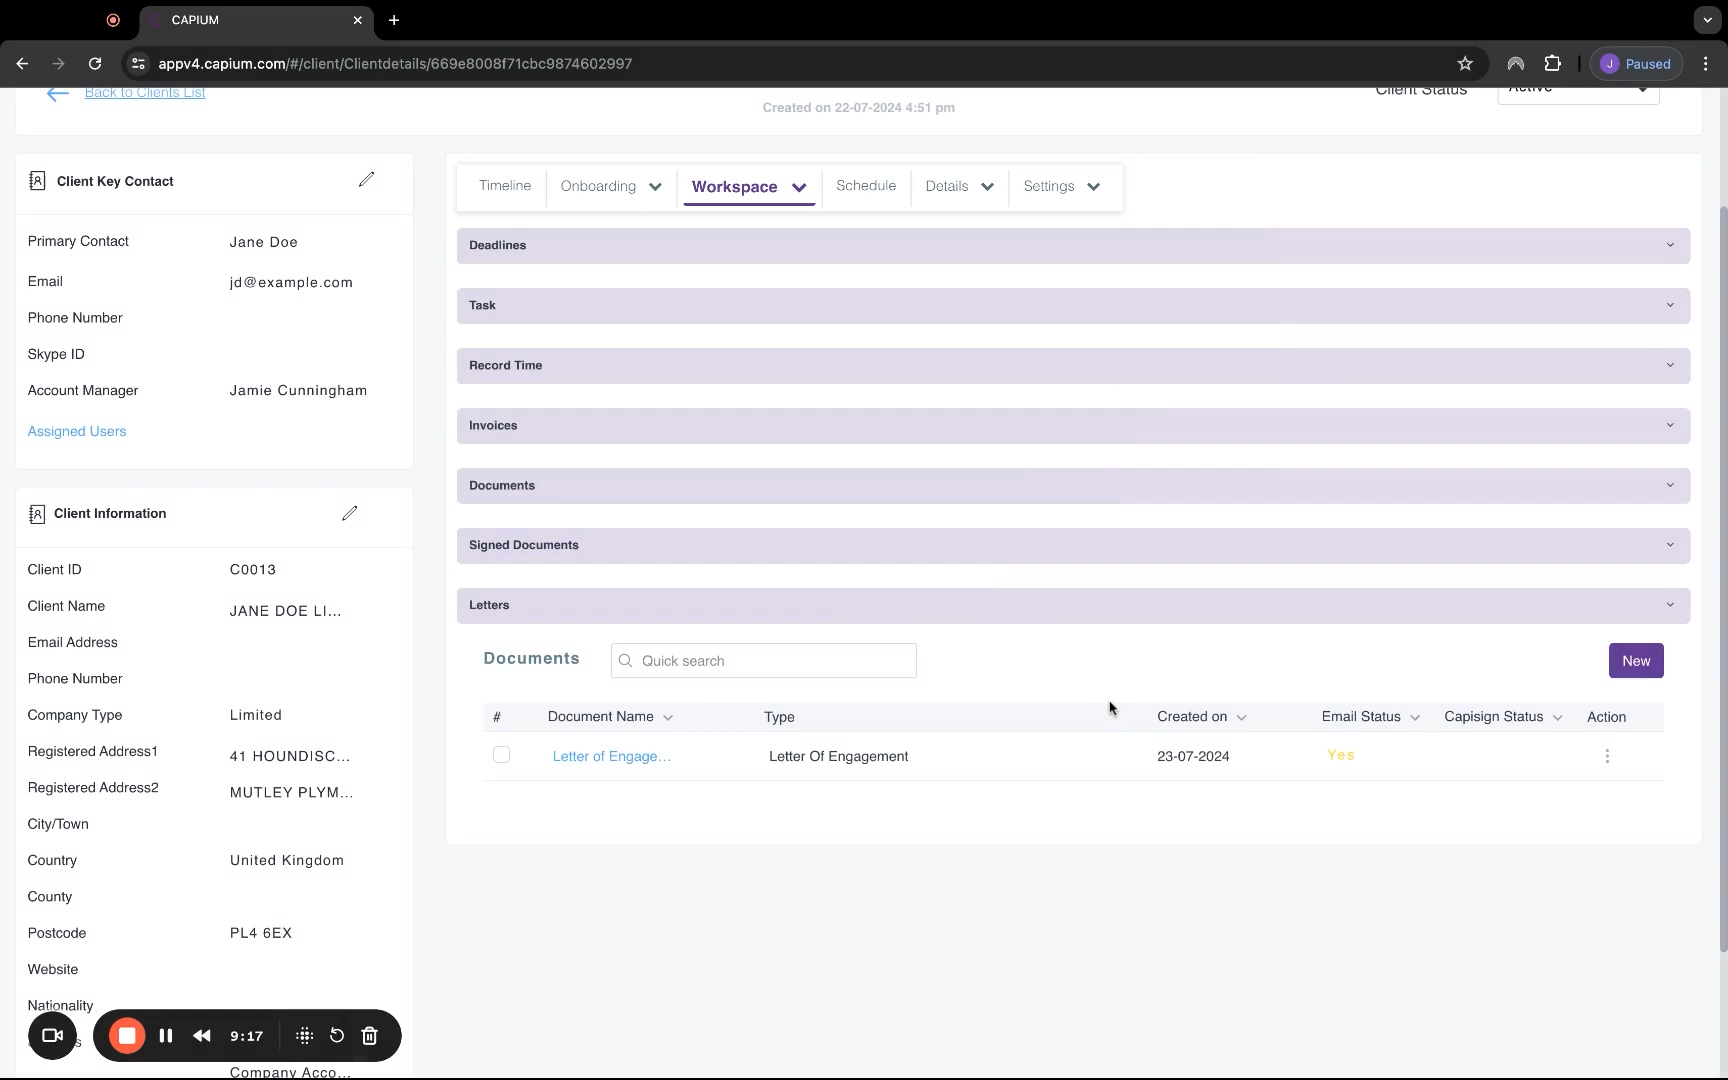 CAPIUM
appv4.capium.com/#/client/Clientdetails/669e8008f71cbc9874602997
J Paused
Back to Clients List
Created on 22-07-2024 4:51 pm
Client Status Active
Client Key Contact
Primary Contact Jane Doe
Email jd@example.com
Phone Number
Skype ID
Account Manager Jamie Cunningham
Assigned Users
Client Information
Client ID C0013
Client Name JANE DOE LI...
Email Address
Phone Number
Company Type Limited
Registered Address1 41 HOUNDISC...
Registered Address2 MUTLEY PLYM...
City/Town
Country United Kingdom
County
Postcode PL4 6EX
Website
Nationality
Company Acco...
9:17
Timeline Onboarding Workspace Schedule Details Settings
Deadlines
Task
Record Time
Invoices
Documents
Signed Documents
Letters
Documents Quick search New
# Document Name Type Created on Email Status Capisign Status Action
Letter of Engage... Letter Of Engagement 23-07-2024 Yes